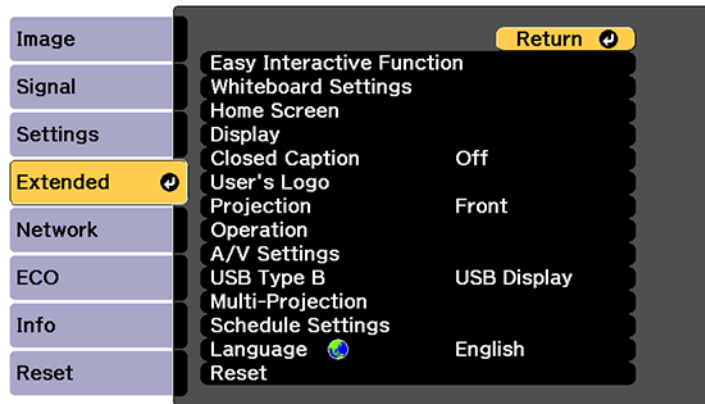 Image
Signal
Settings
Extended
Network
ECO
Info
Reset
Return
Easy Interactive Function
Whiteboard Settings
Home Screen
Display
Closed Caption Off
User's Logo
Projection Front
Operation
A/V Settings
USB Type B USB Display
Multi-Projection
Schedule Settings
Language English
Reset